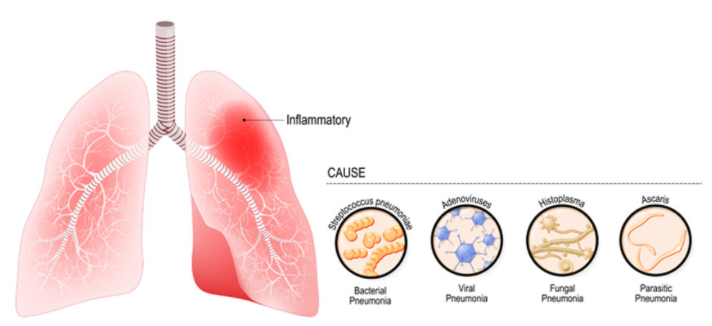 Inflammatory
CAUSE
Streptococcus pneumoniae
Adenoviruses
Histoplasma
Ascaris
Bacterial
Pneumonia
Viral
Pneumonia
Fungal
Pneumonia
Parasitic
Pneumonia